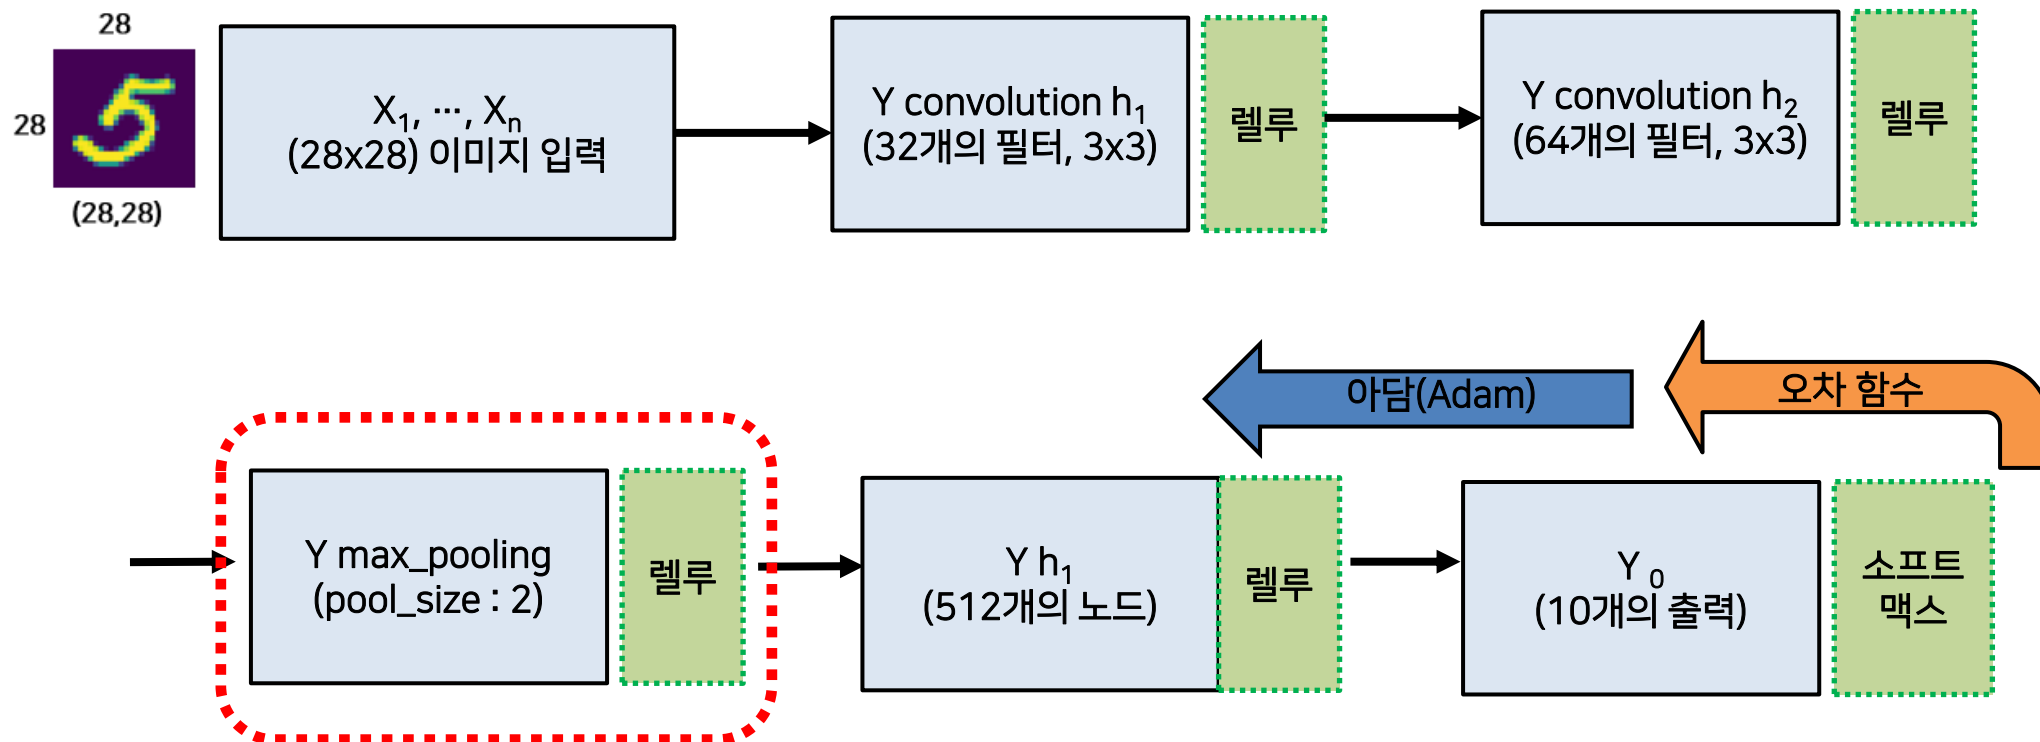 28
28
(28,28)
X1, ···, Xn
(28x28) 이미지 입력
Y convolution h1
(32개의 필터, 3x3)
렐루
Y convolution h2
(64개의 필터, 3x3)
렐루
아담(Adam)
오차 함수
Y max_pooling
(pool_size : 2)
렐루
Y h1
(512개의 노드)
렐루
Y 0
(10개의 출력)
소프트
맥스